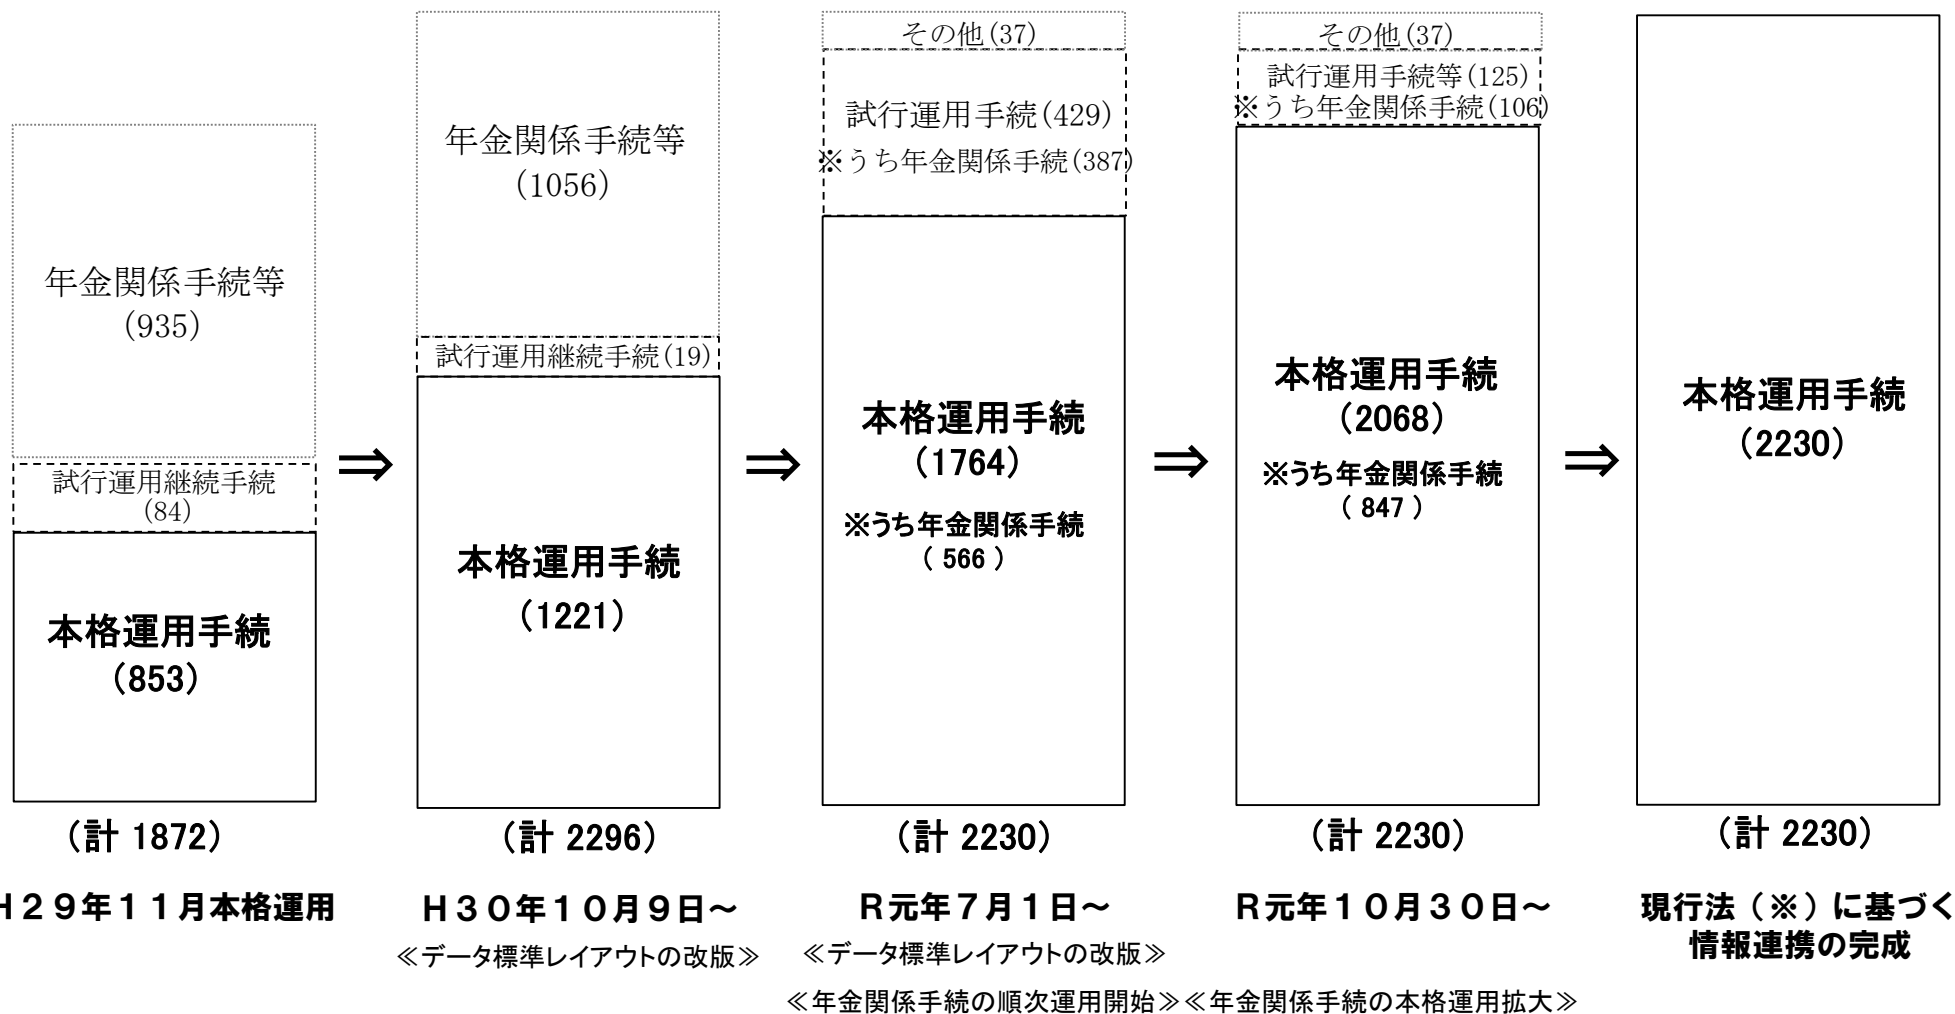 年金関係手続等
(935)
試行運用継続手続
(84)
本格運用手続
(853)
(計 1872)
H29年11月本格運用
⇒
年金関係手続等
(1056)
試行運用継続手続(19)
本格運用手続
(1221)
(計 2296)
H30年10月9日～
≪データ標準レイアウトの改版≫
⇒
その他(37)
試行運用手続(429)
※うち年金関係手続(387)
本格運用手続
(1764)
※うち年金関係手続
( 566 )
(計 2230)
R元年7月1日～
≪データ標準レイアウトの改版≫
≪年金関係手続の順次運用開始≫
⇒
その他(37)
試行運用手続等(125)
※うち年金関係手続(106)
本格運用手続
(2068)
※うち年金関係手続
( 847 )
(計 2230)
R元年10月30日～
≪年金関係手続の本格運用拡大≫
⇒
本格運用手続
(2230)
(計 2230)
現行法（※）に基づく
情報連携の完成